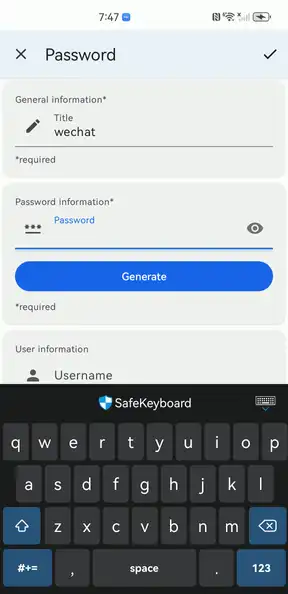 7:47
Password
General information*
Title
wechat
*required
Password information*
Password
Generate
*required
User information
Username
SafeKeyboard
q w e r t y u i o p
a s d f g h j k l
z x c v b n m
#+= , space . 123